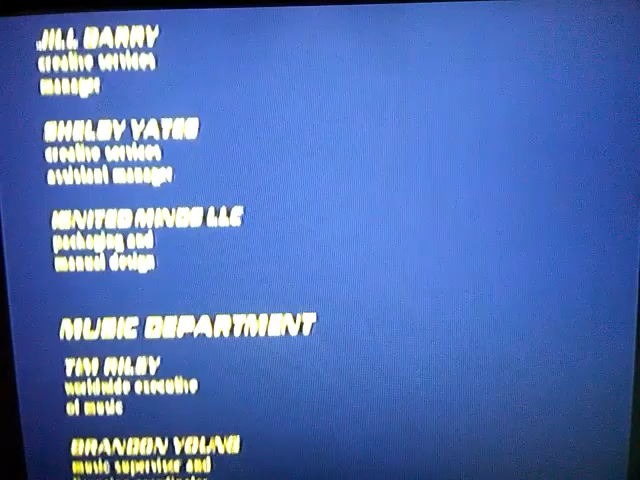 JILL BARRY
creative services
manager
SHELBY YATES
creative services
assistant manager
IGNITED MINDS LLC
packaging and
manual design
MUSIC DEPARTMENT
TIM RILEY
worldwide executive
of music
BRANDON YOUNG
music supervisor and